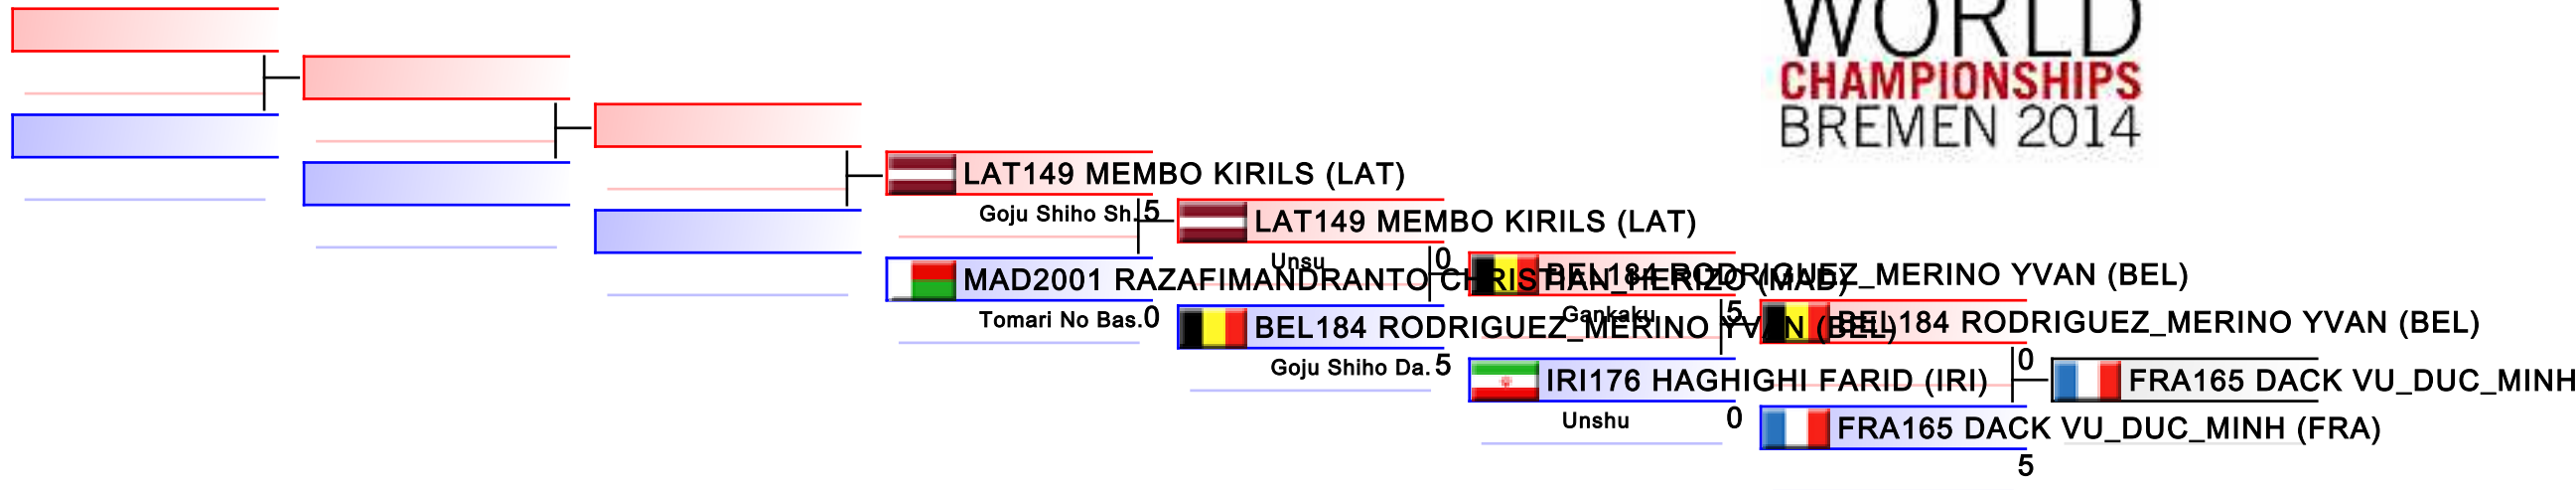 WORLD
CHAMPIONSHIPS
BREMEN 2014
LAT149 MEMBO KIRILS (LAT)
Goju Shiho Sh. 5
MAD2001 RAZAFIMANDRANTO CHRISTIAN_HERIZO (MAD)
Tomari No Bas. 0
LAT149 MEMBO KIRILS (LAT)
Unsu 0
BEL184 RODRIGUEZ_MERINO YVAN (BEL)
Goju Shiho Da. 5
BEL184 RODRIGUEZ_MERINO YVAN (BEL)
Gankaku 5
IRI176 HAGHIGHI FARID (IRI)
Unshu 0
BEL184 RODRIGUEZ_MERINO YVAN (BEL)
0
FRA165 DACK VU_DUC_MINH (FRA)
5
FRA165 DACK VU_DUC_MINH